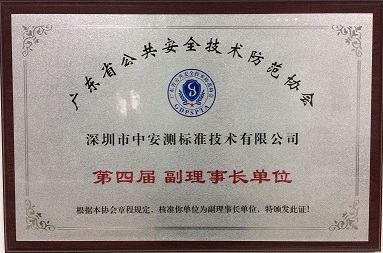 广东省公共安全技术防范协会
GDPSPTA
深圳市中安测标准技术有限公司
第四届 副理事长单位
根据本协会章程规定，核准你单位为副理事长单位，特颁发此证！